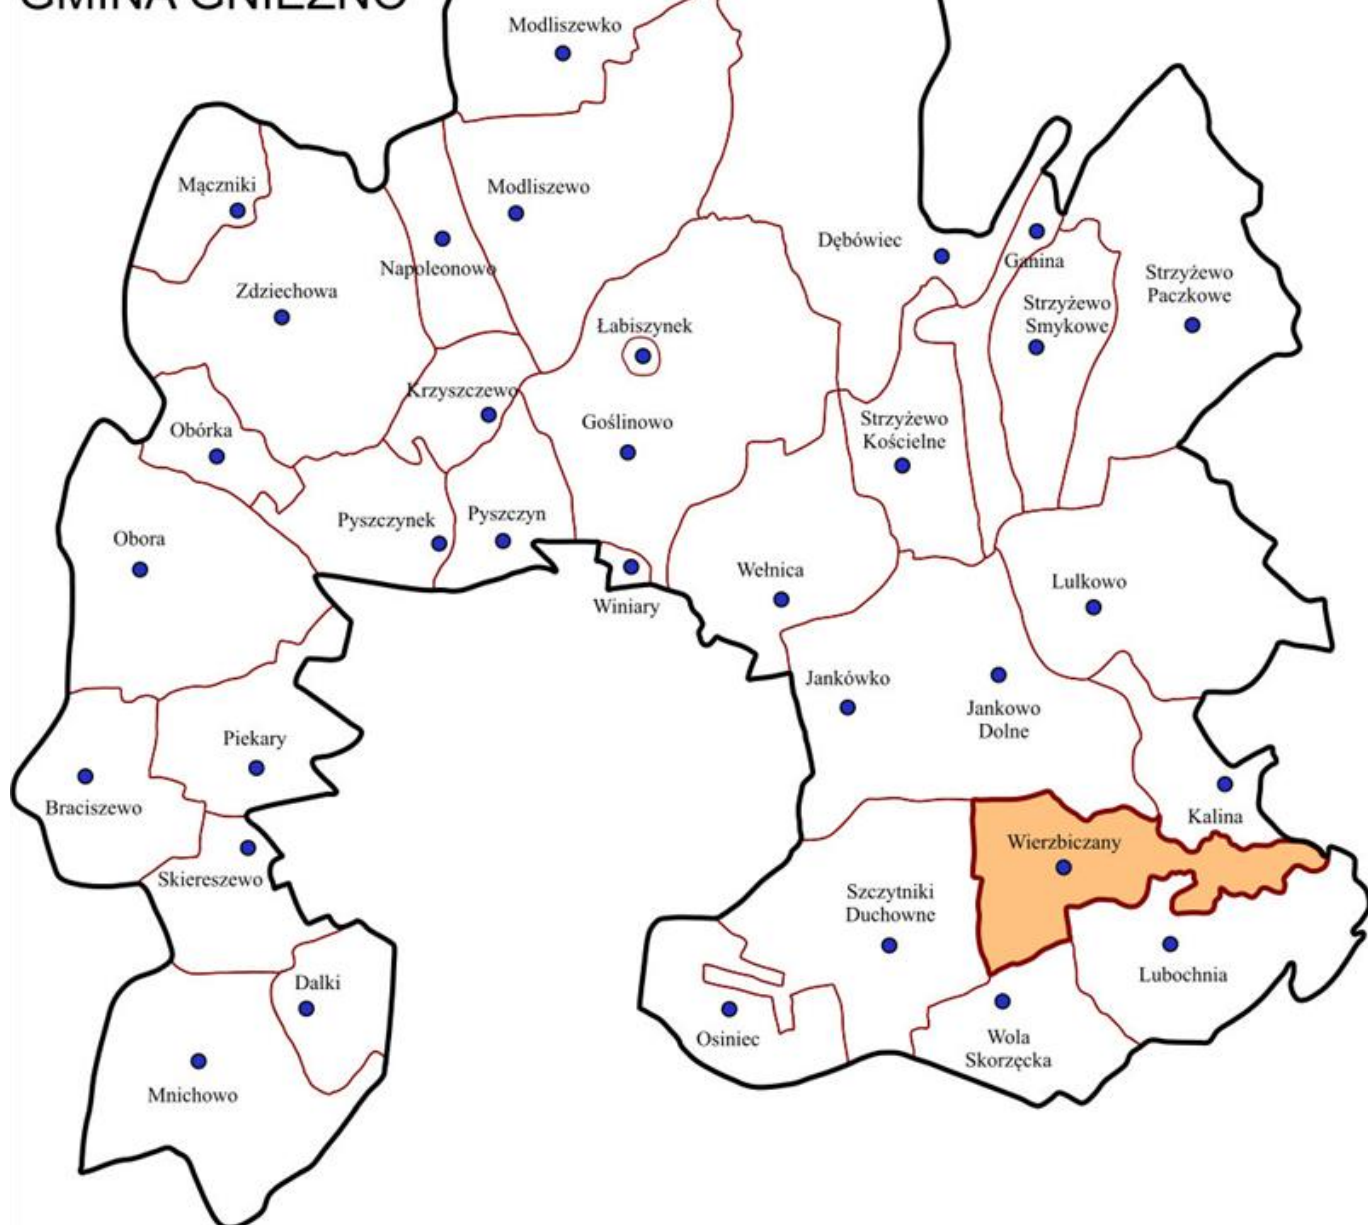 GMINA GNIEZNO
Modliszewko
Mączniki
Modliszewo
Dębówiec
Napoleonowo
Ganina
Strzyżewo
Paczkowe
Zdziechowa
Strzyżewo
Smykowe
Łabiszynek
Krzyszczewo
Obórka
Goślinowo
Strzyżewo
Kościelne
Pyszczynek
Pyszczyn
Obora
Wełnica
Lulkowo
Winiary
Jankówko
Jankowo
Dolne
Piekary
Braciszewo
Kalina
Wierzbiczany
Skiereszewo
Szczytniki
Duchowne
Lubochnia
Dalki
Osiniec
Wola
Skorzęcka
Mnichowo